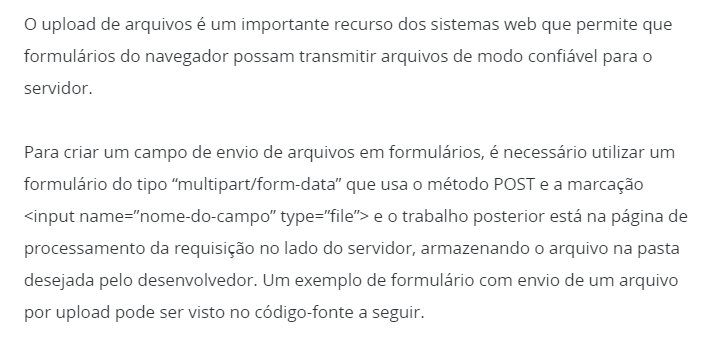 O upload de arquivos é um importante recurso dos sistemas web que permite que
formulários do navegador possam transmitir arquivos de modo confiável para o
servidor.
Para criar um campo de envio de arquivos em formulários, é necessário utilizar um
formulário do tipo “multipart/form-data” que usa o método POST e a marcação
<input name=”nome-do-campo” type=”file”> e o trabalho posterior está na página de
processamento da requisição no lado do servidor, armazenando o arquivo na pasta
desejada pelo desenvolvedor. Um exemplo de formulário com envio de um arquivo
por upload pode ser visto no código-fonte a seguir.